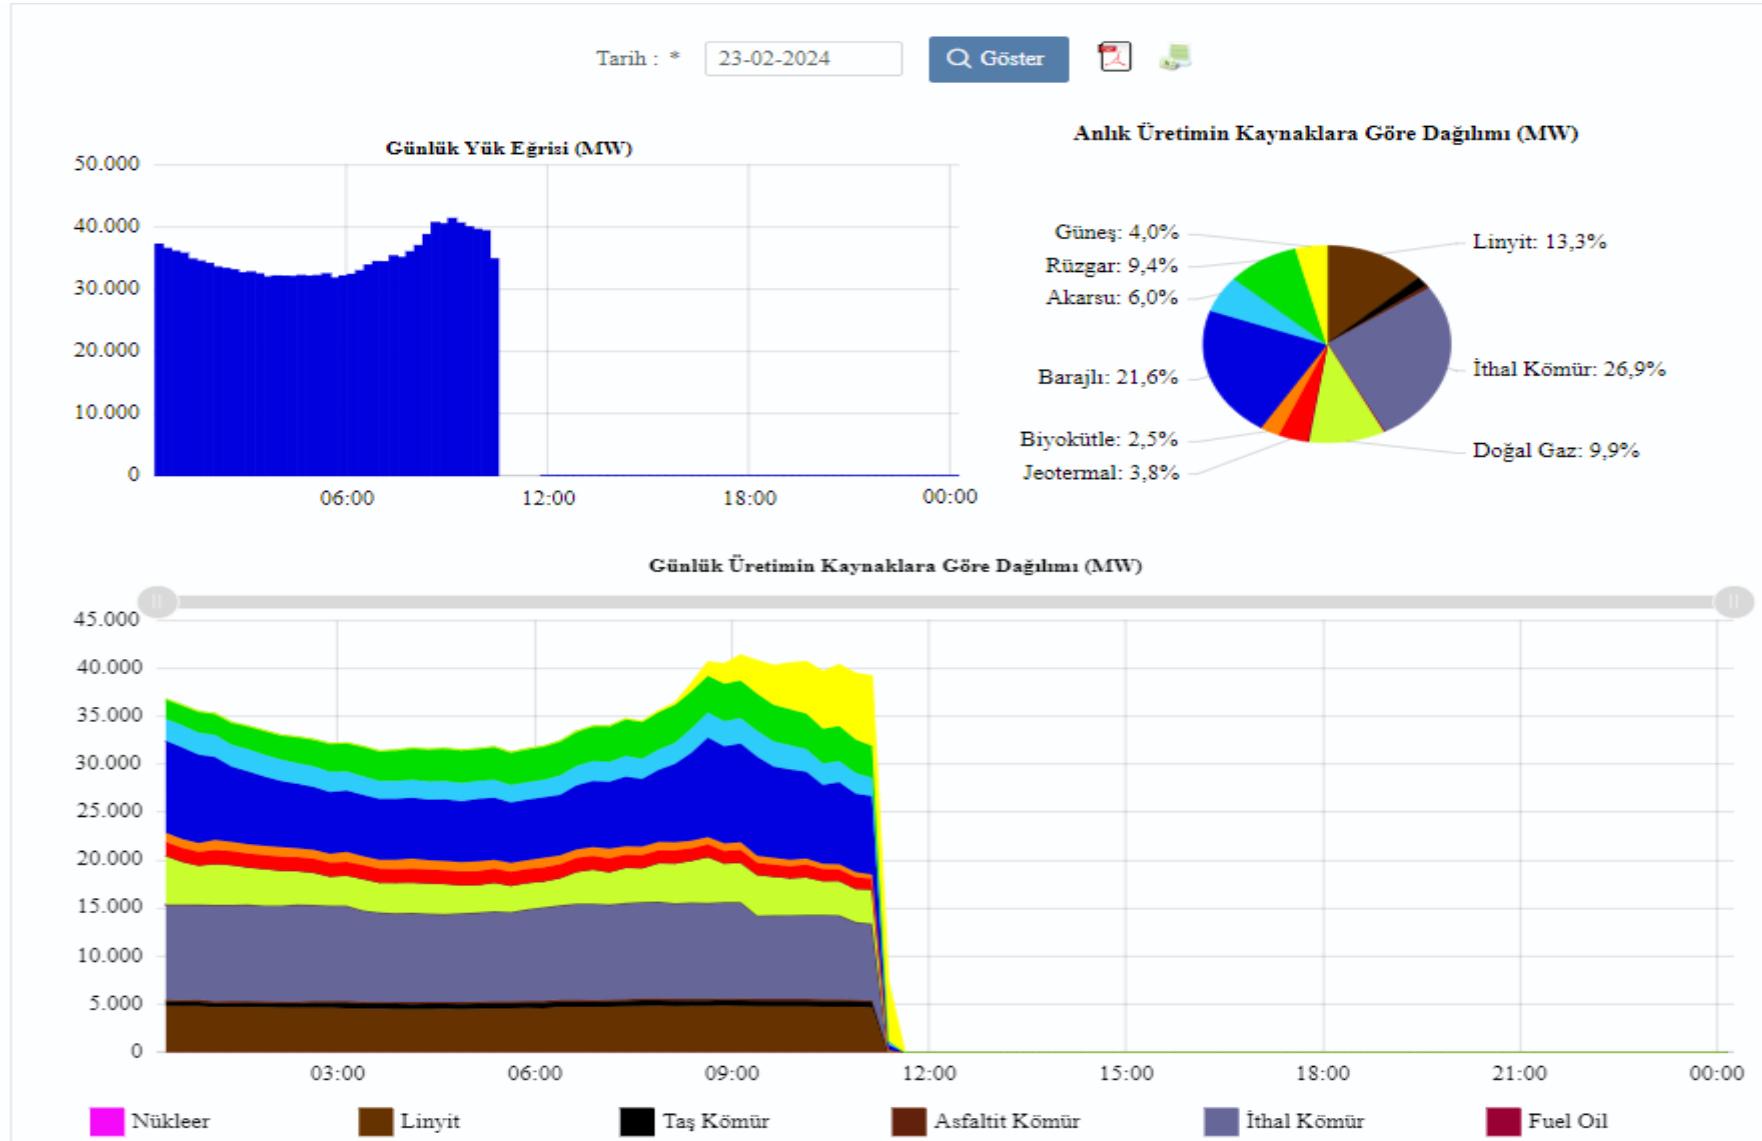 Tarih : * 23-02-2024 Göster
Günlük Yük Eğrisi (MW)
50.000
40.000
30.000
20.000
10.000
0
06:00 12:00 18:00 00:00
Anlık Üretimin Kaynaklara Göre Dağılımı (MW)
Güneş: 4,0%
Rüzgar: 9,4%
Akarsu: 6,0%
Barajlı: 21,6%
Biyokütle: 2,5%
Jeotermal: 3,8%
Linyit: 13,3%
İthal Kömür: 26,9%
Doğal Gaz: 9,9%
Günlük Üretimin Kaynaklara Göre Dağılımı (MW)
45.000
40.000
35.000
30.000
25.000
20.000
15.000
10.000
5.000
0
03:00 06:00 09:00 12:00 15:00 18:00 21:00 00:00
Nükleer Linyit Taş Kömür Asfaltit Kömür İthal Kömür Fuel Oil